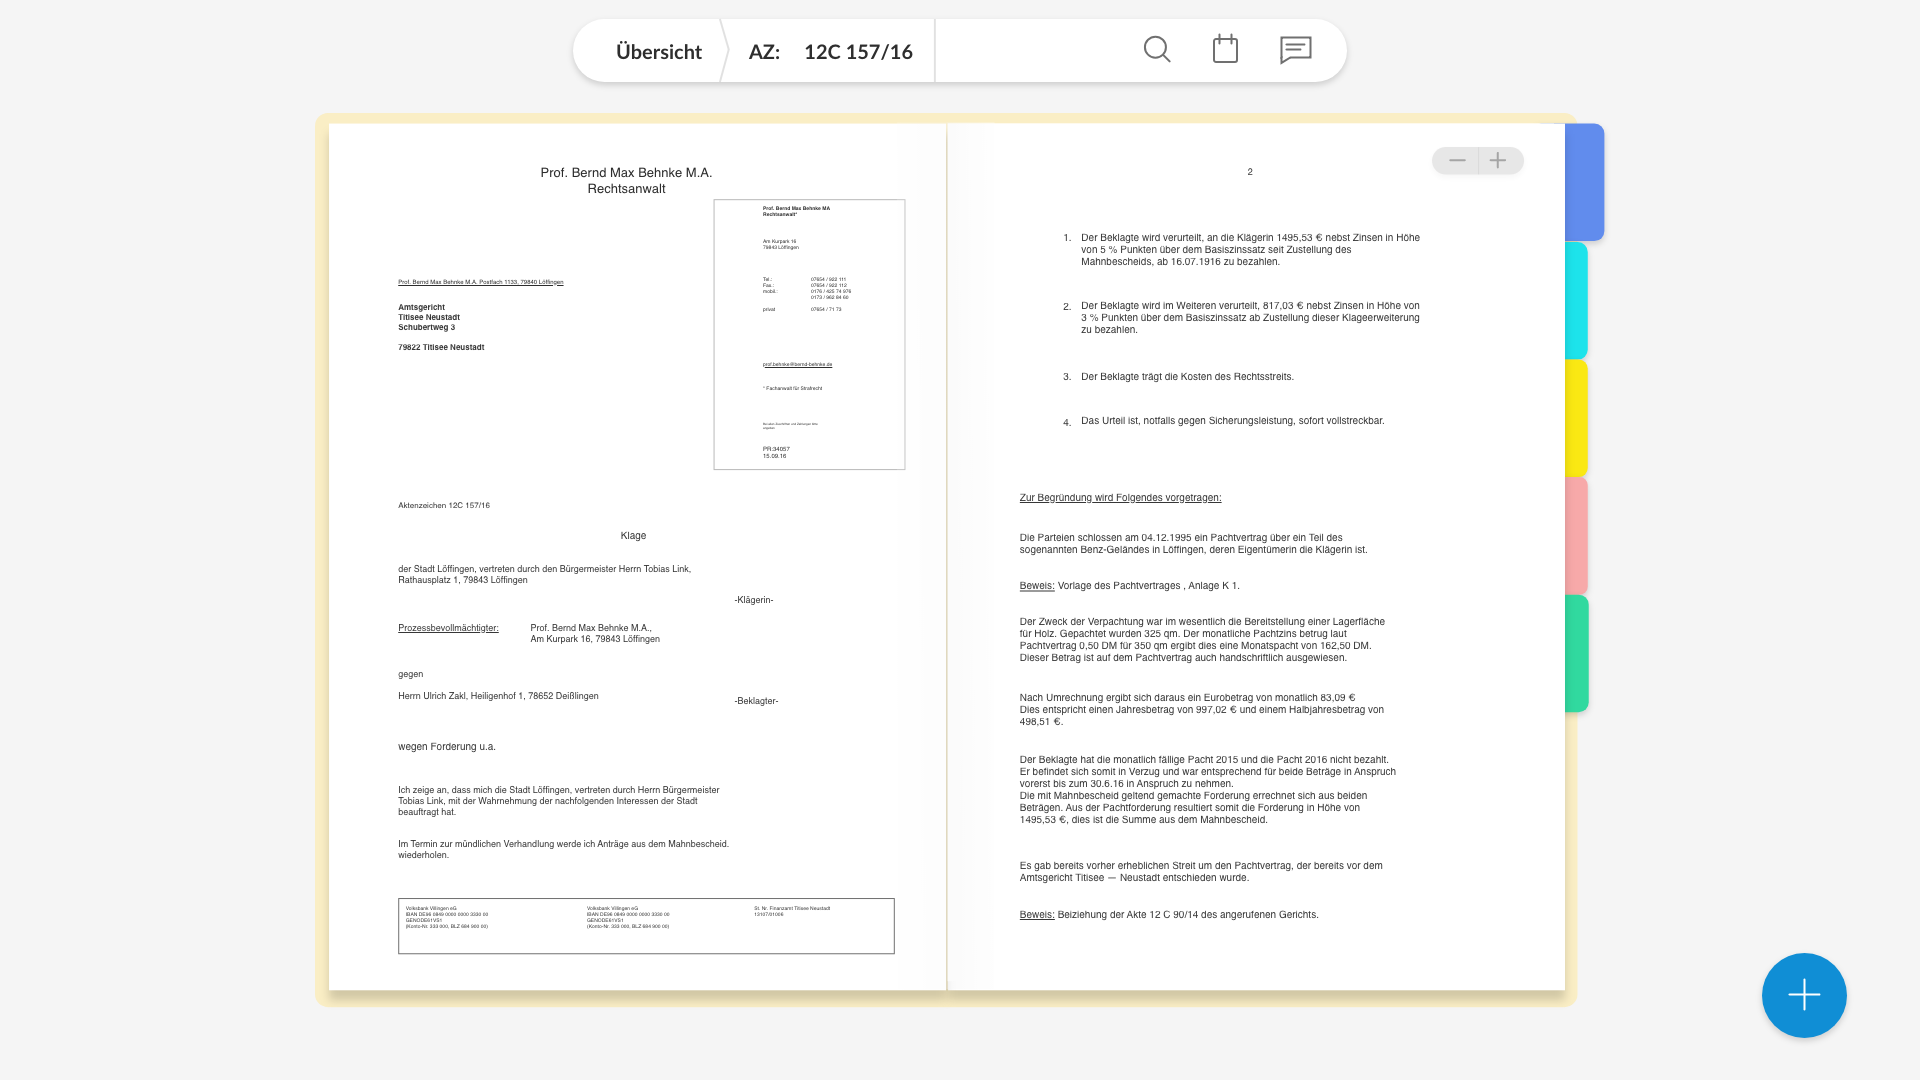 Übersicht
AZ: 12C 157/16
Prof. Bernd Max Behnke M.A.
Rechtsanwalt
Prof. Bernd Max Behnke MA
Rechtsanwalt*
Am Kurpark 16
79843 Löffingen
Tel.: 07654 / 922 111
Fax.: 07654 / 922 112
mobil.: 0176 / 425 74 976
0173 / 962 84 60
privat 07654 / 71 73
prof.behnke@bernd-behnke.de
* Fachanwalt für Strafrecht
Bei allen Zuschriften und Zahlungen bitte
angeben
PR:34057
15.09.16
Prof. Bernd Max Behnke M.A. Postfach 1133, 79840 Löffingen
Amtsgericht
Titisee Neustadt
Schubertweg 3
79822 Titisee Neustadt
Aktenzeichen 12C 157/16
Klage
der Stadt Löffingen, vertreten durch den Bürgermeister Herrn Tobias Link,
Rathausplatz 1, 79843 Löffingen
-Klägerin-
Prozessbevollmächtigter: Prof. Bernd Max Behnke M.A.,
Am Kurpark 16, 79843 Löffingen
gegen
Herrn Ulrich Zakl, Heiligenhof 1, 78652 Deißlingen
-Beklagter-
wegen Forderung u.a.
Ich zeige an, dass mich die Stadt Löffingen, vertreten durch Herrn Bürgermeister
Tobias Link, mit der Wahrnehmung der nachfolgenden Interessen der Stadt
beauftragt hat.
Im Termin zur mündlichen Verhandlung werde ich Anträge aus dem Mahnbescheid.
wiederholen.
Volksbank Villingen eG
IBAN DE96 0849 0000 0000 3330 00
GENODE61VS1
(Konto-Nr. 333 000, BLZ 694 900 00)
Volksbank Villingen eG
IBAN DE96 0849 0000 0000 3330 00
GENODE61VS1
(Konto-Nr. 333 000, BLZ 694 900 00)
St. Nr. Finanzamt Titisee Neustadt
13107/01006
2
1. Der Beklagte wird verurteilt, an die Klägerin 1495,53 € nebst Zinsen in Höhe
von 5 % Punkten über dem Basiszinssatz seit Zustellung des
Mahnbescheids, ab 16.07.1916 zu bezahlen.
2. Der Beklagte wird im Weiteren verurteilt, 817,03 € nebst Zinsen in Höhe von
3 % Punkten über dem Basiszinssatz ab Zustellung dieser Klageerweiterung
zu bezahlen.
3. Der Beklagte trägt die Kosten des Rechtsstreits.
4. Das Urteil ist, notfalls gegen Sicherungsleistung, sofort vollstreckbar.
Zur Begründung wird Folgendes vorgetragen:
Die Parteien schlossen am 04.12.1995 ein Pachtvertrag über ein Teil des
sogenannten Benz-Geländes in Löffingen, deren Eigentümerin die Klägerin ist.
Beweis: Vorlage des Pachtvertrages , Anlage K 1.
Der Zweck der Verpachtung war im wesentlich die Bereitstellung einer Lagerfläche
für Holz. Gepachtet wurden 325 qm. Der monatliche Pachtzins betrug laut
Pachtvertrag 0,50 DM für 350 qm ergibt dies eine Monatspacht von 162,50 DM.
Dieser Betrag ist auf dem Pachtvertrag auch handschriftlich ausgewiesen.
Nach Umrechnung ergibt sich daraus ein Eurobetrag von monatlich 83,09 €
Dies entspricht einen Jahresbetrag von 997,02 € und einem Halbjahresbetrag von
498,51 €.
Der Beklagte hat die monatlich fällige Pacht 2015 und die Pacht 2016 nicht bezahlt.
Er befindet sich somit in Verzug und war entsprechend für beide Beträge in Anspruch
vorerst bis zum 30.6.16 in Anspruch zu nehmen.
Die mit Mahnbescheid geltend gemachte Forderung errechnet sich aus beiden
Beträgen. Aus der Pachtforderung resultiert somit die Forderung in Höhe von
1495,53 €, dies ist die Summe aus dem Mahnbescheid.
Es gab bereits vorher erheblichen Streit um den Pachtvertrag, der bereits vor dem
Amtsgericht Titisee — Neustadt entschieden wurde.
Beweis: Beiziehung der Akte 12 C 90/14 des angerufenen Gerichts.